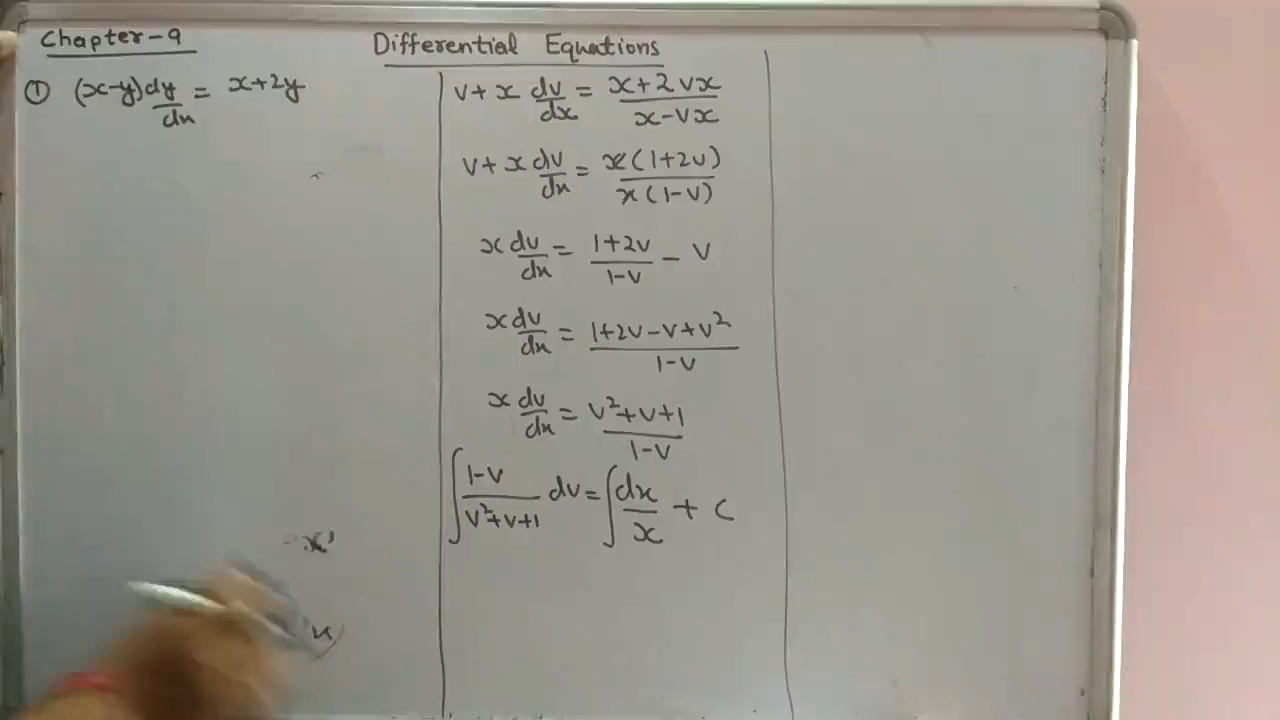 Chapter-9
Differential Equations
① (x-y)dy/dx = x+2y
v + x dv/dx = x+2vx/x-vx
v + x dv/dx = x(1+2v)/x(1-v)
x dv/dx = 1+2v/1-v - v
x dv/dx = 1+2v-v+v²/1-v
x dv/dx = v²+v+1/1-v
∫ 1-v/v²+v+1 dv = ∫ dx/x + c
x
x